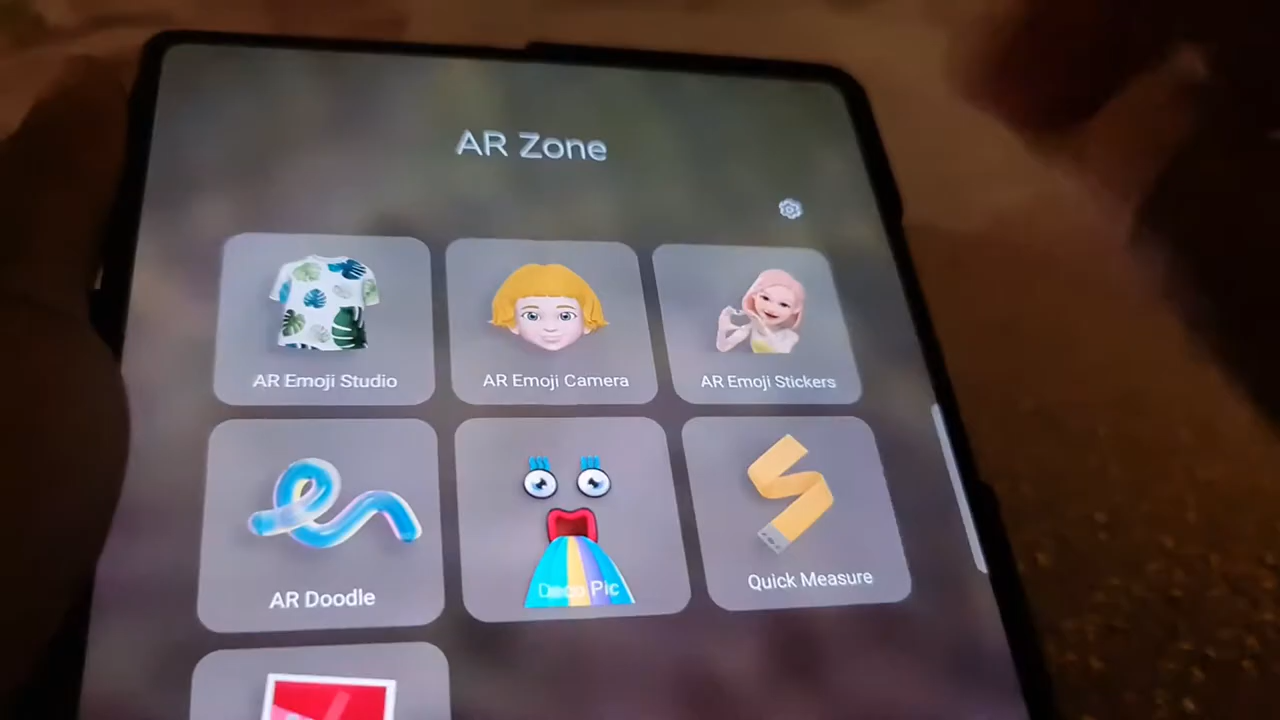 AR Zone
AR Emoji Studio
AR Emoji Camera
AR Emoji Stickers
AR Doodle
Deco Pic
Quick Measure